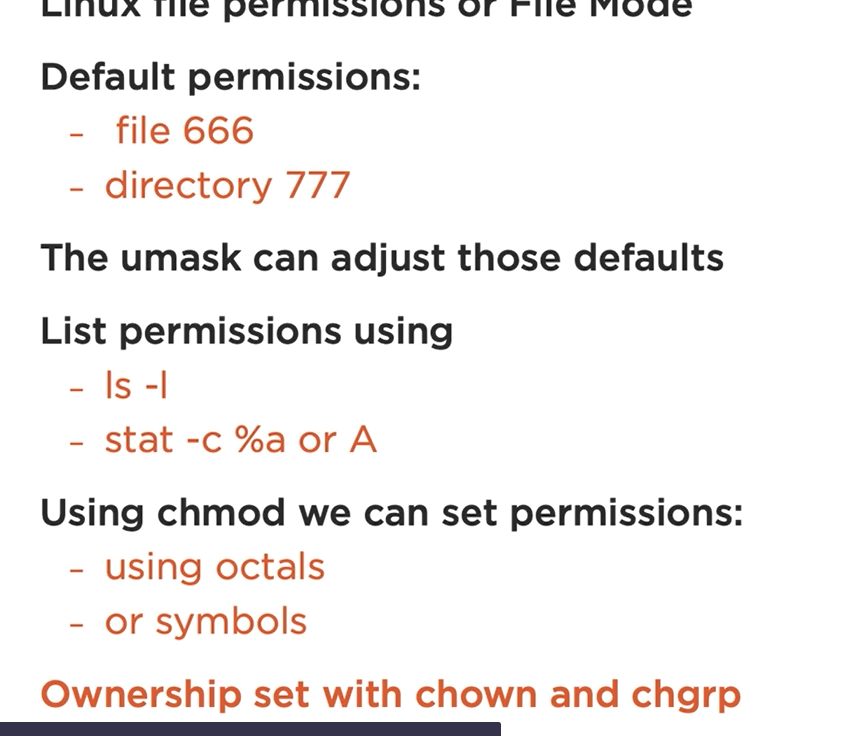 Linux file permissions or File Mode
Default permissions:
- file 666
- directory 777
The umask can adjust those defaults
List permissions using
- ls -l
- stat -c %a or A
Using chmod we can set permissions:
- using octals
- or symbols
Ownership set with chown and chgrp